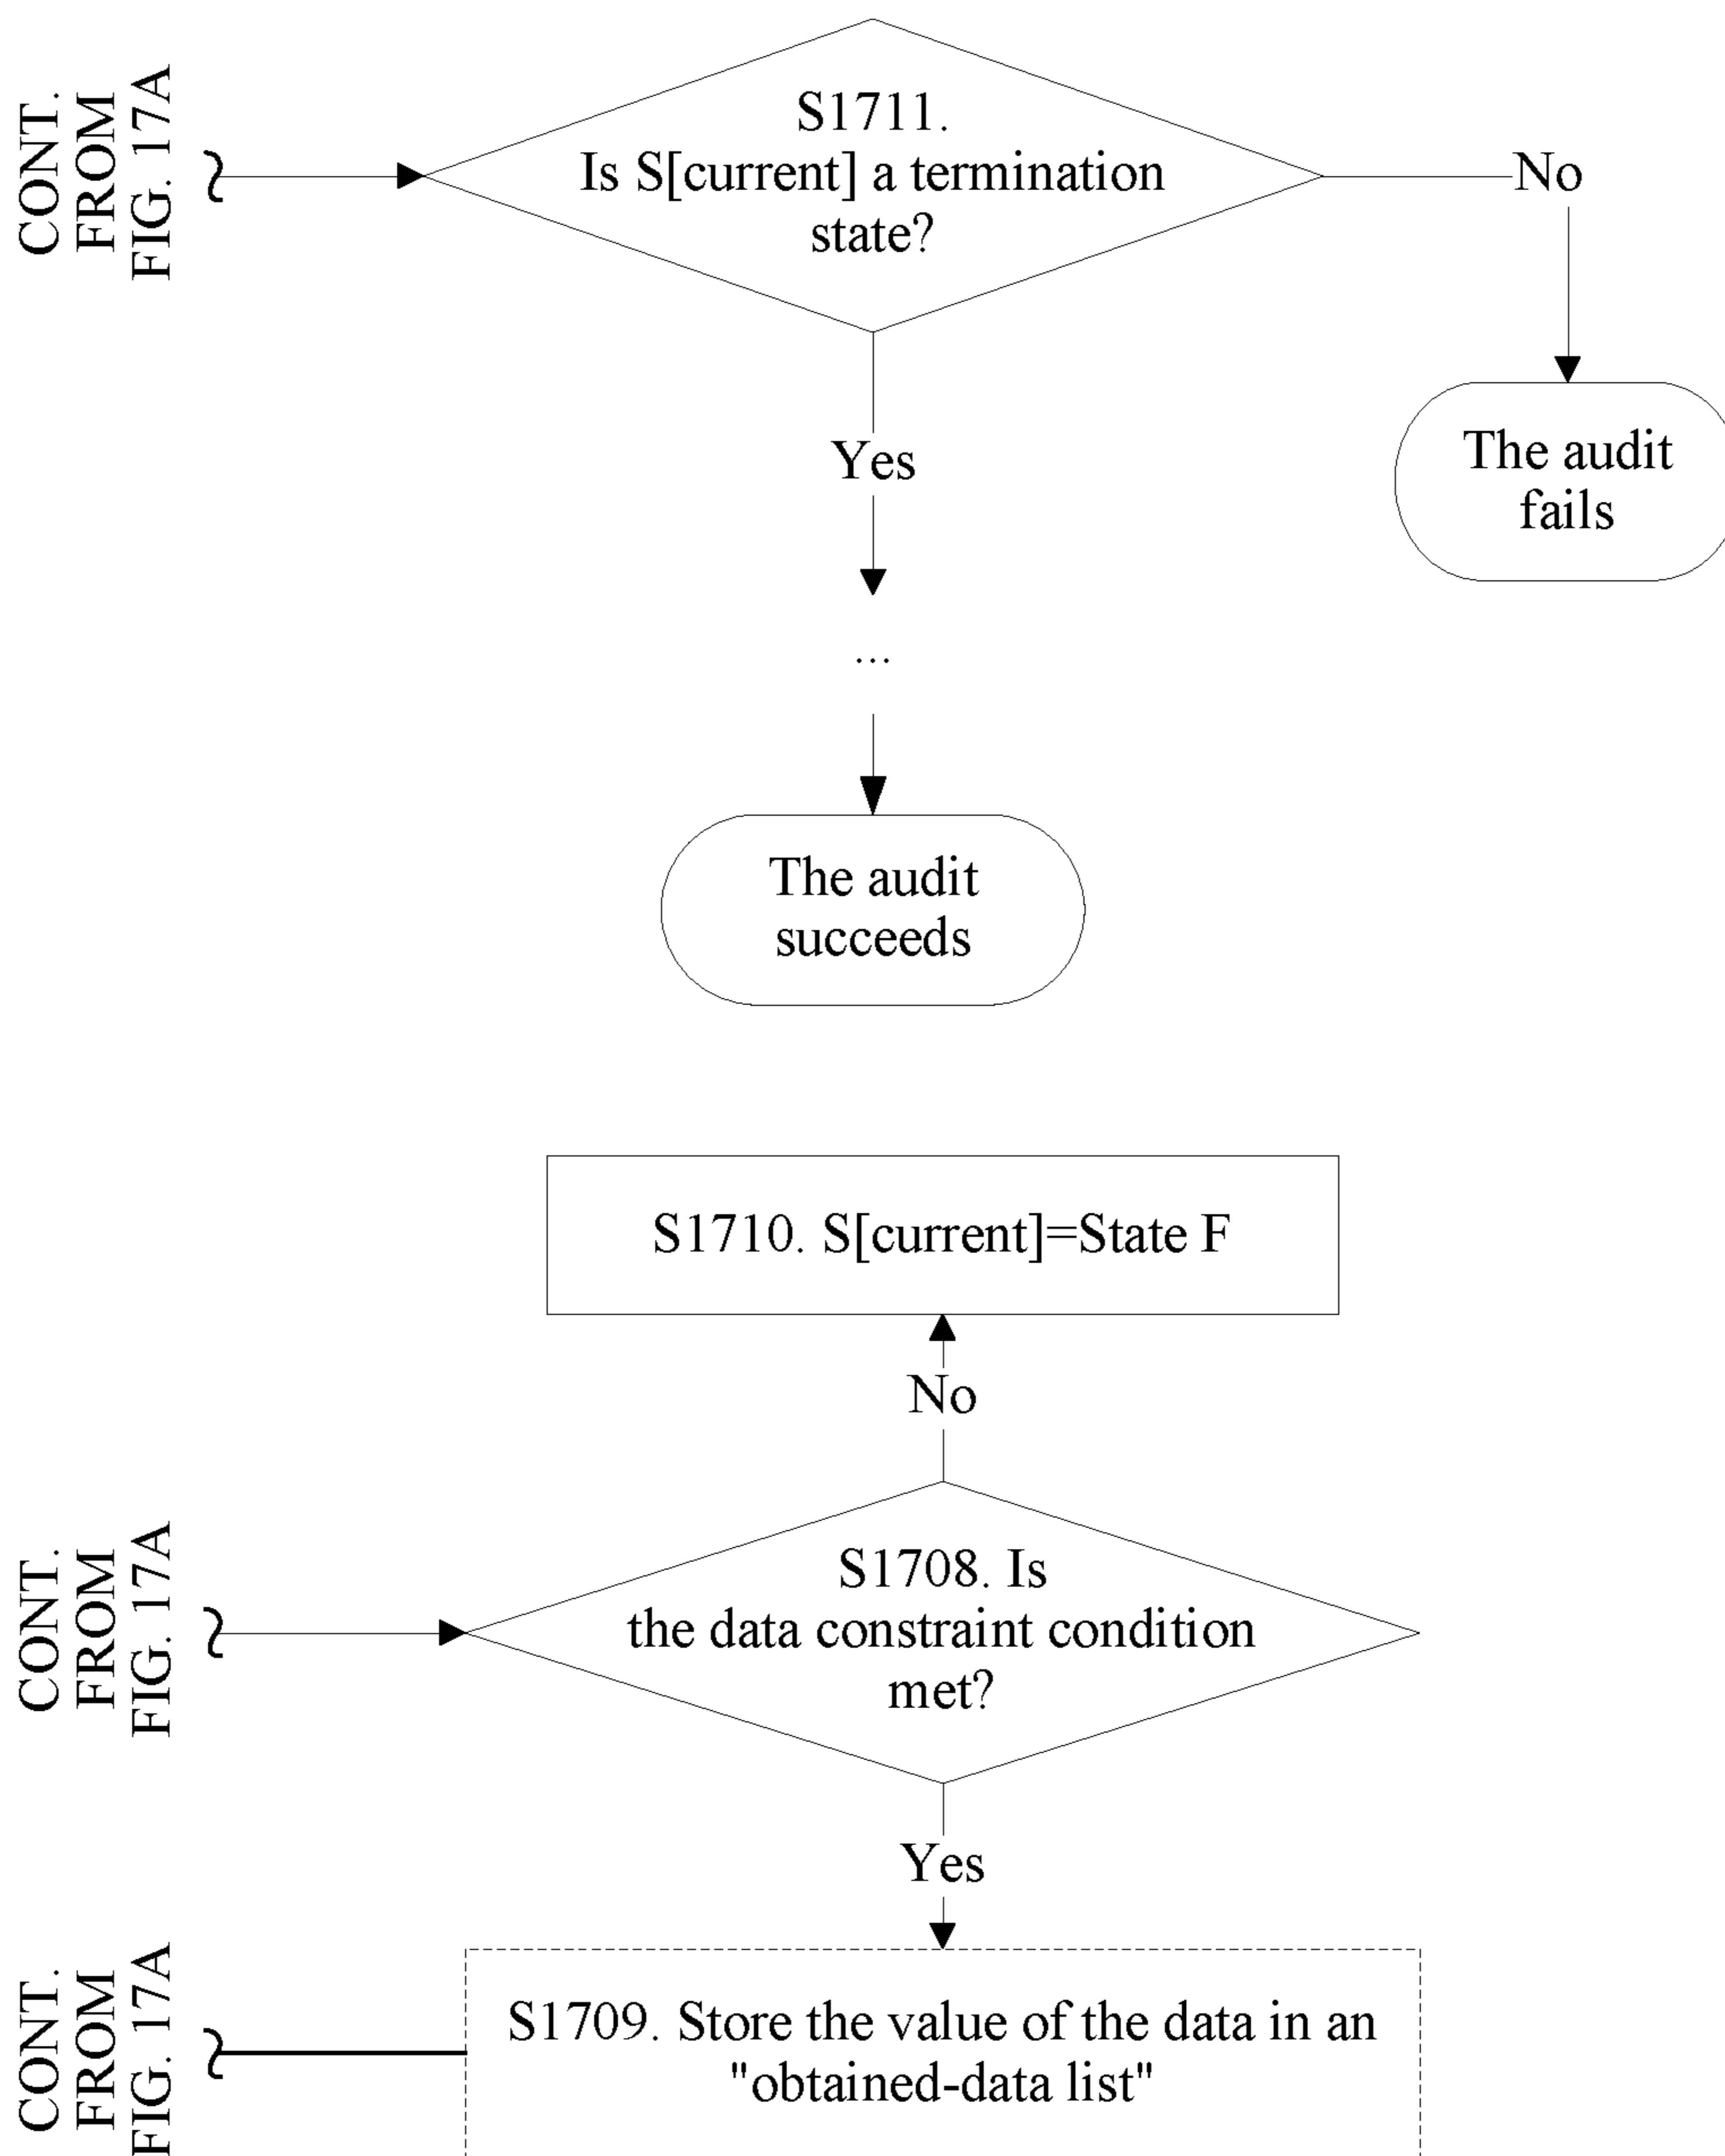 CONT.
FROM
FIG. 17A
S1711.
Is S[current] a termination
state?
No
The audit
fails
Yes
...
The audit
succeeds
S1710. S[current]=State F
No
CONT.
FROM
FIG. 17A
S1708. Is
the data constraint condition
met?
Yes
CONT.
FROM
FIG. 17A
S1709. Store the value of the data in an
"obtained-data list"